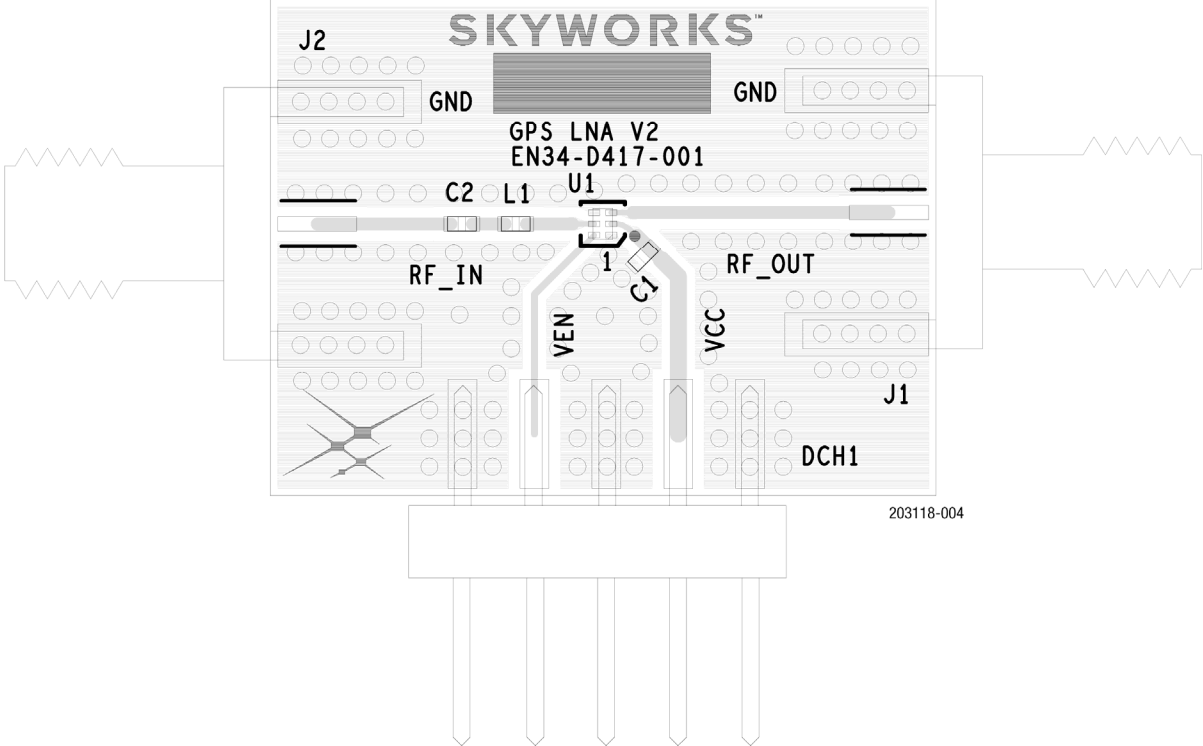 SKYWORKS™
J2
GND
GND
GPS LNA V2
EN34-D417-001
U1
C2
L1
1
C1
RF_IN
RF_OUT
VEN
VCC
J1
DCH1
203118-004